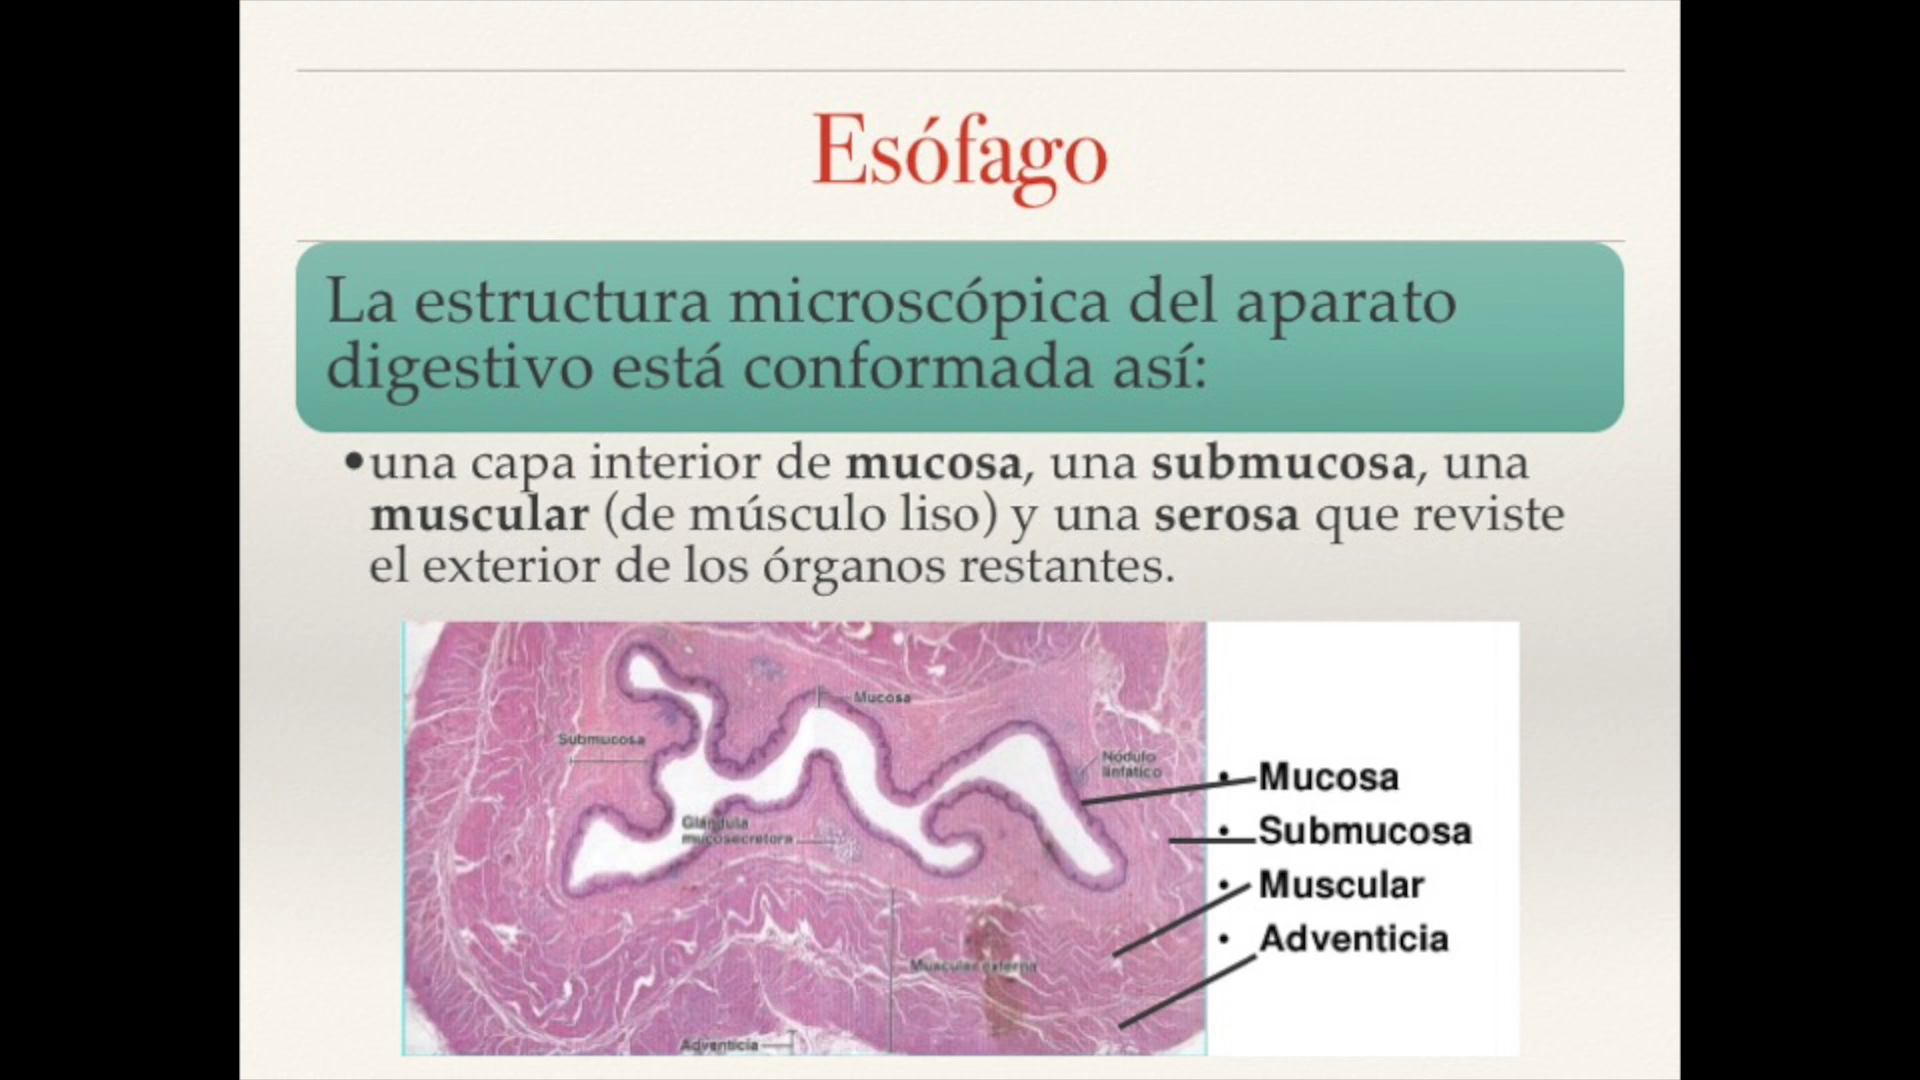 Esófago
La estructura microscópica del aparato
digestivo está conformada así:
•una capa interior de mucosa, una submucosa, una
muscular (de músculo liso) y una serosa que reviste
el exterior de los órganos restantes.
Mucosa
Submucosa
Nódulo
linfático
Glándula
mucosecretora
Muscular externa
Adventicia
• Mucosa
• Submucosa
• Muscular
• Adventicia